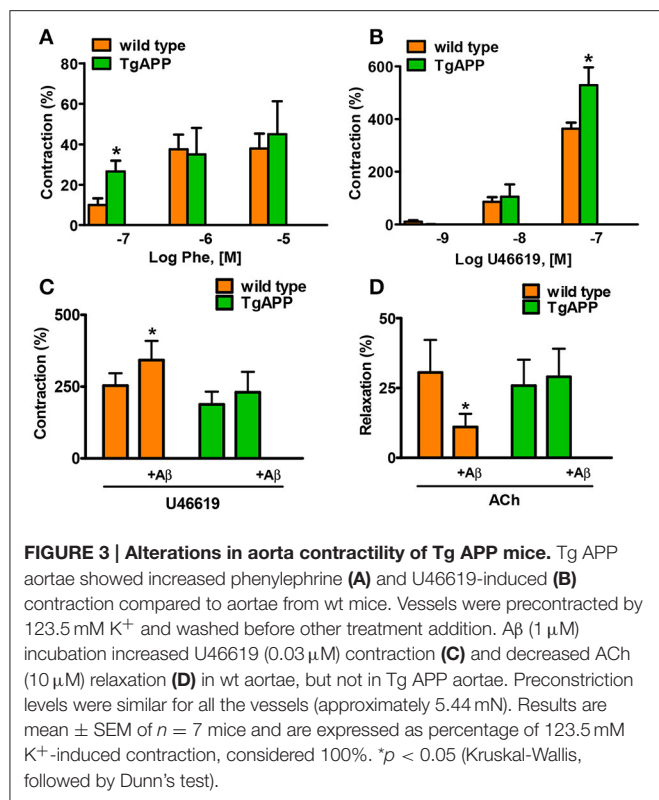 A
wild type
TgAPP
Contraction (%)
80
60
40
20
0
*
-7
-6
-5
Log Phe, [M]
B
wild type
TgAPP
Contraction (%)
600
400
200
0
*
-9
-8
-7
Log U46619, [M]
C
wild type
TgAPP
Contraction (%)
500
250
0
*
+Aβ
+Aβ
U46619
D
wild type
TgAPP
Relaxation (%)
50
25
0
*
+Aβ
+Aβ
ACh
FIGURE 3 | Alterations in aorta contractility of Tg APP mice. Tg APP
aortae showed increased phenylephrine (A) and U46619-induced (B)
contraction compared to aortae from wt mice. Vessels were precontracted by
123.5 mM K⁺ and washed before other treatment addition. Aβ (1 μM)
incubation increased U46619 (0.03 μM) contraction (C) and decreased ACh
(10 μM) relaxation (D) in wt aortae, but not in Tg APP aortae. Preconstriction
levels were similar for all the vessels (approximately 5.44 mN). Results are
mean ± SEM of n = 7 mice and are expressed as percentage of 123.5 mM
K⁺-induced contraction, considered 100%. *p < 0.05 (Kruskal-Wallis,
followed by Dunn's test).